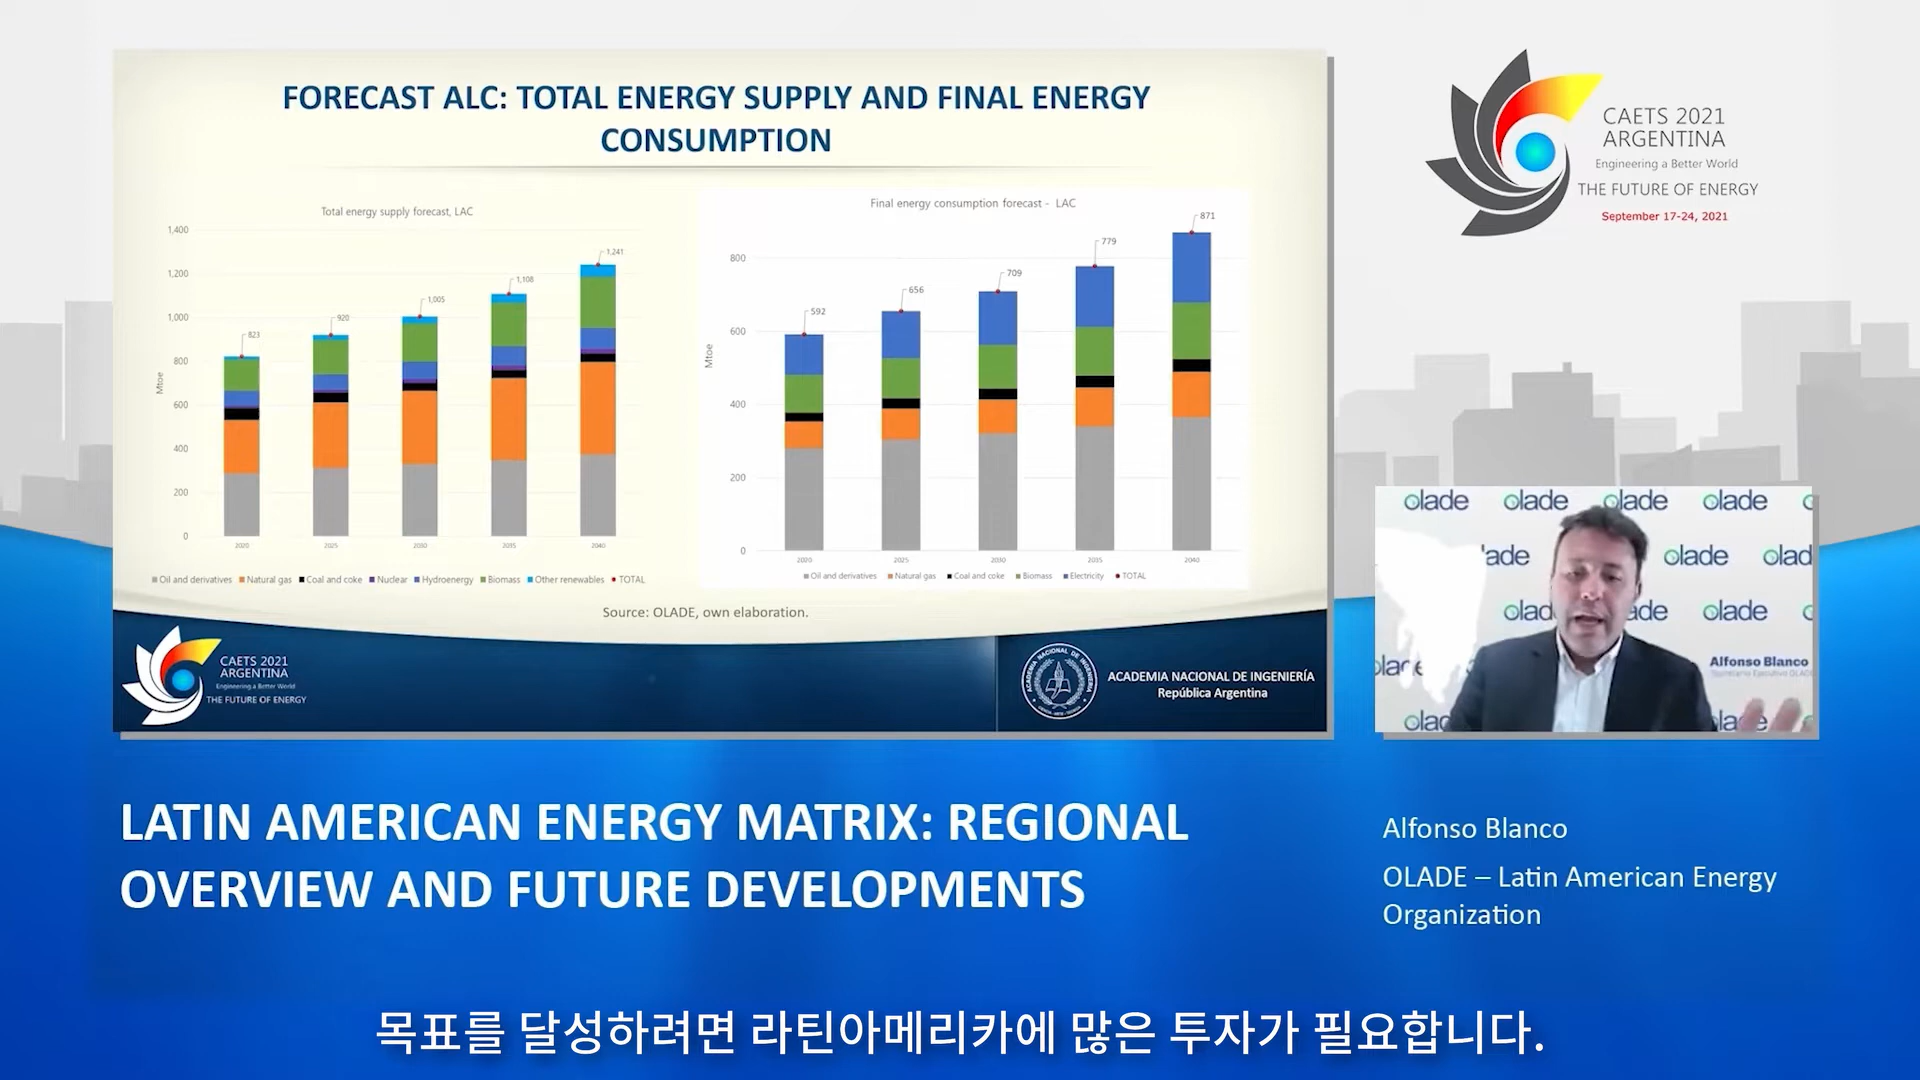 FORECAST ALC: TOTAL ENERGY SUPPLY AND FINAL ENERGY
CONSUMPTION
Total energy supply forecast, LAC
1,400
1,200
1,000
800
600
400
200
0
Mtoe
823
920
1,005
1,108
1,241
2020
2025
2030
2035
2040
Oil and derivatives Natural gas Coal and coke Nuclear Hydroenergy Biomass Other renewables TOTAL
Final energy consumption forecast - LAC
800
600
400
200
0
Mtoe
592
656
709
779
871
2020
2025
2030
2035
2040
Oil and derivatives Natural gas Coal and coke Biomass Electricity TOTAL
Source: OLADE, own elaboration.
CAETS 2021
ARGENTINA
Engineering a Better World
THE FUTURE OF ENERGY
ACADEMIA NACIONAL DE INGENIERÍA
República Argentina
CAETS 2021
ARGENTINA
Engineering a Better World
THE FUTURE OF ENERGY
September 17-24, 2021
olade olade olade olade
olade olade
olade
Alfonso Blanco
LATIN AMERICAN ENERGY MATRIX: REGIONAL
OVERVIEW AND FUTURE DEVELOPMENTS
Alfonso Blanco
OLADE – Latin American Energy
Organization
목표를 달성하려면 라틴아메리카에 많은 투자가 필요합니다.